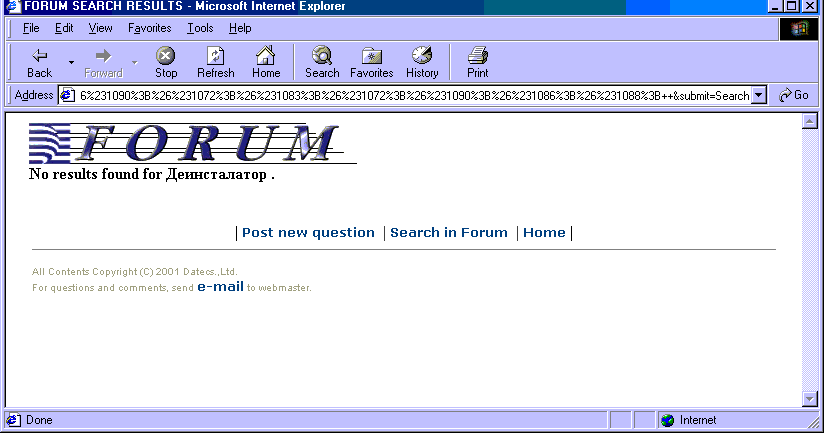 FORUM SEARCH RESULTS - Microsoft Internet Explorer
File Edit View Favorites Tools Help
Back Forward Stop Refresh Home Search Favorites History Print
Address 6%231090%3B%26%231072%3B%26%231083%3B%26%231072%3B%26%231090%3B%26%231086%3B%26%231088%3B++&submit=Search Go
FORUM
No results found for Деинсталатор .
| Post new question | Search in Forum | Home |
All Contents Copyright (C) 2001 Datecs.,Ltd.
For questions and comments, send e-mail to webmaster.
Done Internet